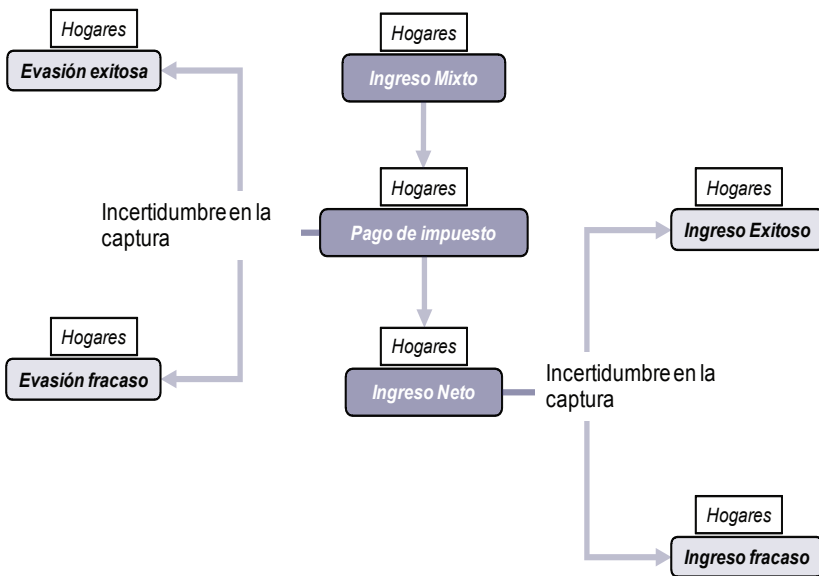 Hogares
Evasión exitosa
Hogares
Ingreso Mixto
Hogares
Pago de impuesto
Incertidumbre en la
captura
Hogares
Ingreso Exitoso
Hogares
Evasión fracaso
Hogares
Ingreso Neto
Incertidumbre en la
captura
Hogares
Ingreso fracaso